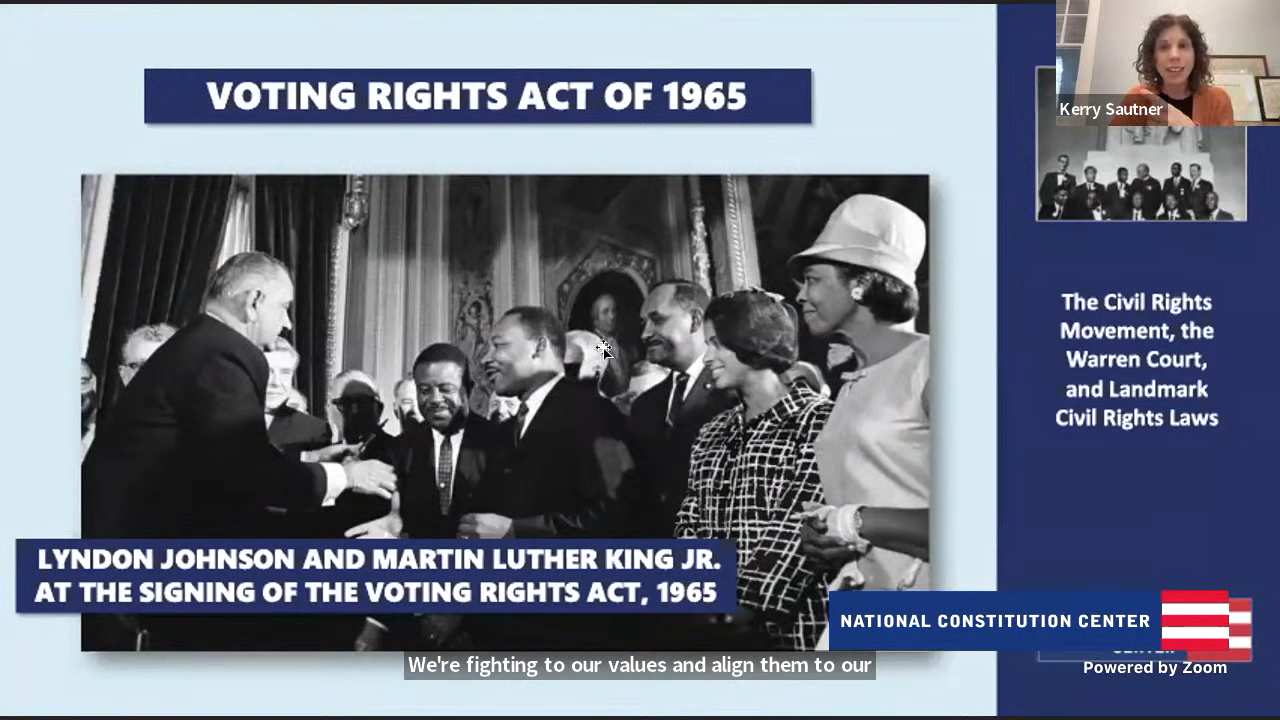 VOTING RIGHTS ACT OF 1965
Kerry Sautner
The Civil Rights
Movement, the
Warren Court,
and Landmark
Civil Rights Laws
LYNDON JOHNSON AND MARTIN LUTHER KING JR.
AT THE SIGNING OF THE VOTING RIGHTS ACT, 1965
NATIONAL CONSTITUTION CENTER
We're fighting to our values and align them to our
Powered by Zoom